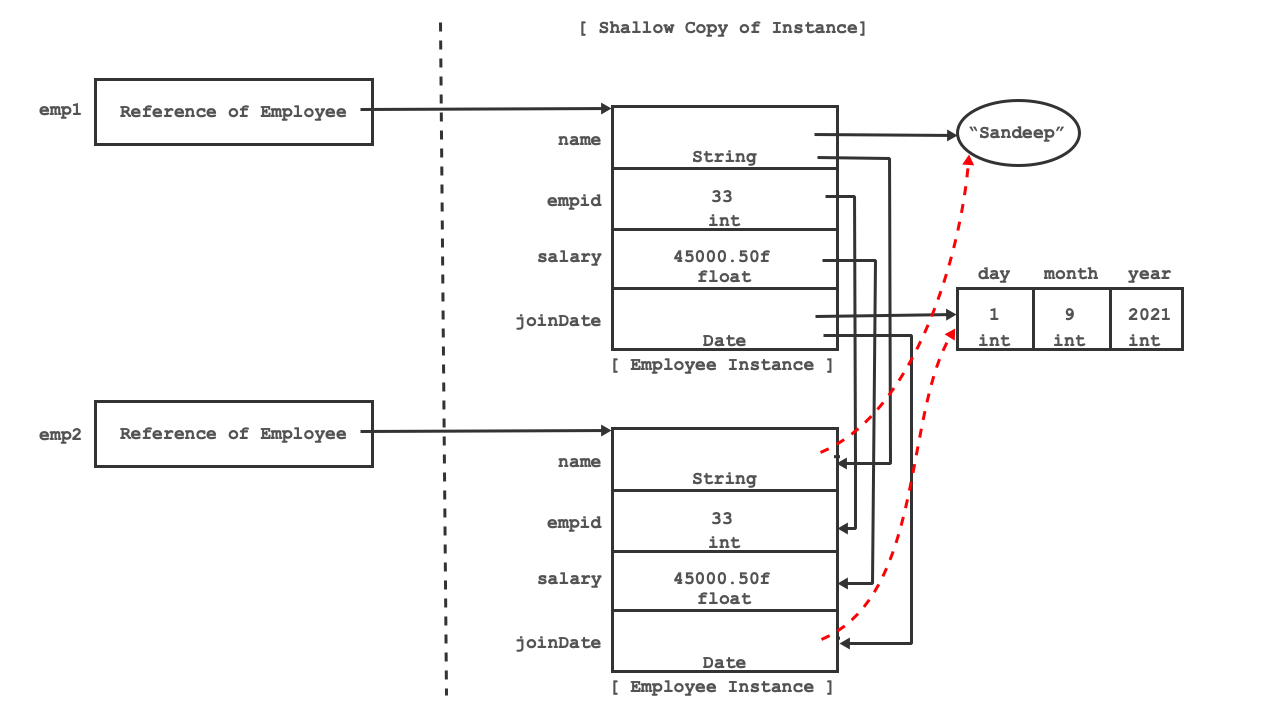 [ Shallow Copy of Instance]
emp1
Reference of Employee
name
String
“Sandeep”
empid
33
int
salary
45000.50f
float
day month year
joinDate
Date
1 9 2021
int int int
[ Employee Instance ]
emp2
Reference of Employee
name
String
empid
33
int
salary
45000.50f
float
joinDate
Date
[ Employee Instance ]